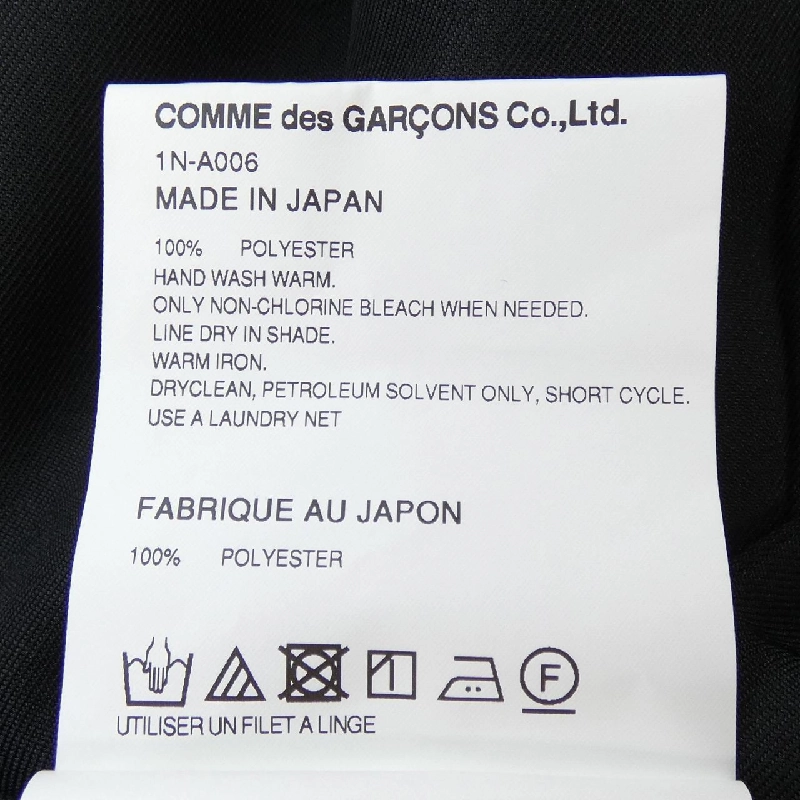 COMME des GARÇONS Co.,Ltd.
1N-A006
MADE IN JAPAN
100% POLYESTER
HAND WASH WARM.
ONLY NON-CHLORINE BLEACH WHEN NEEDED.
LINE DRY IN SHADE.
WARM IRON.
DRYCLEAN, PETROLEUM SOLVENT ONLY, SHORT CYCLE.
USE A LAUNDRY NET
FABRIQUE AU JAPON
100% POLYESTER
F
UTILISER UN FILET A LINGE